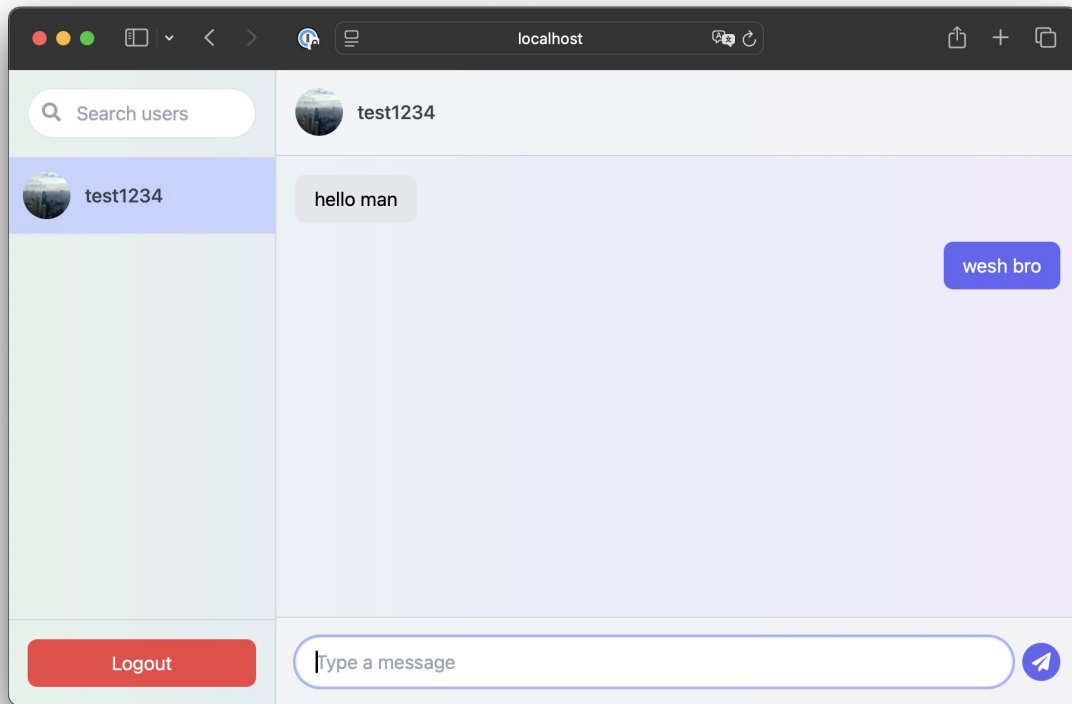 localhost
Search users
test1234
test1234
hello man
wesh bro
Type a message
Logout